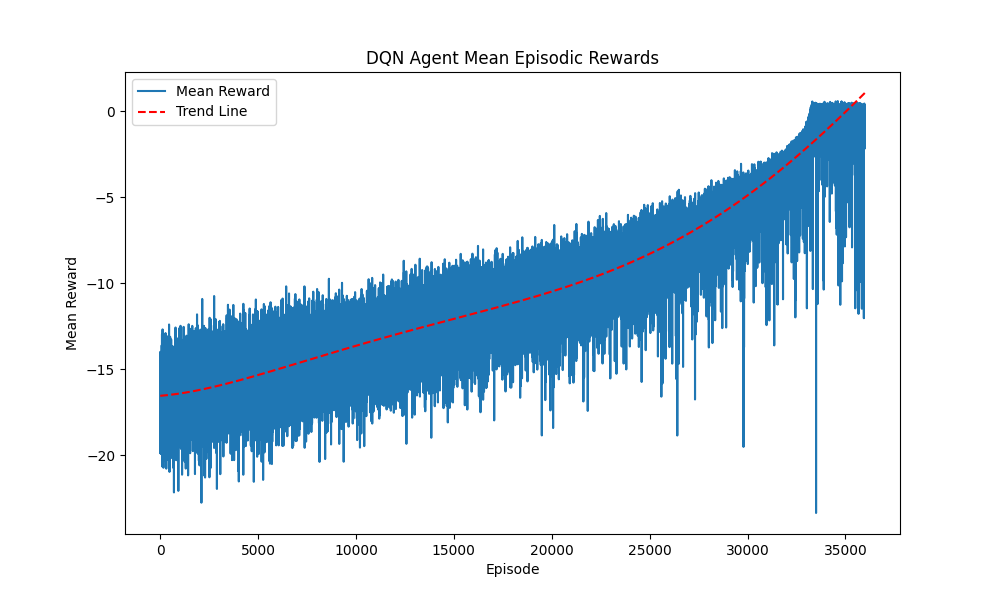 DQN Agent Mean Episodic Rewards
Mean Reward
Trend Line
0
−5
−10
−15
−20
Mean Reward
0 5000 10000 15000 20000 25000 30000 35000
Episode